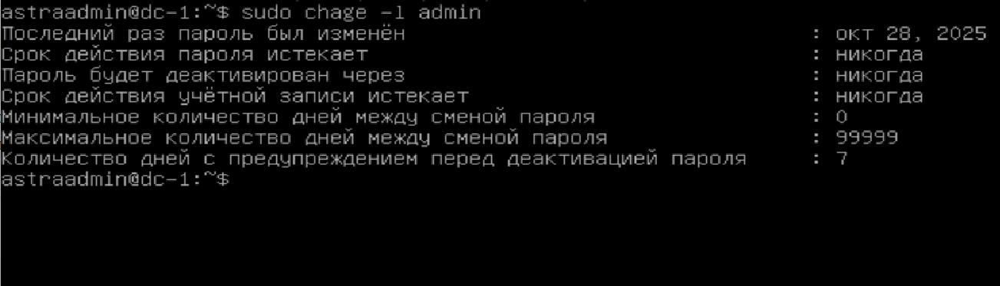 astraadmin@dc-1:~$ sudo chage -l admin
Последний раз пароль был изменён : окт 28, 2025
Срок действия пароля истекает : никогда
Пароль будет деактивирован через : никогда
Срок действия учётной записи истекает : никогда
Минимальное количество дней между сменой пароля : 0
Максимальное количество дней между сменой пароля : 99999
Количество дней с предупреждением перед деактивацией пароля : 7
astraadmin@dc-1:~$